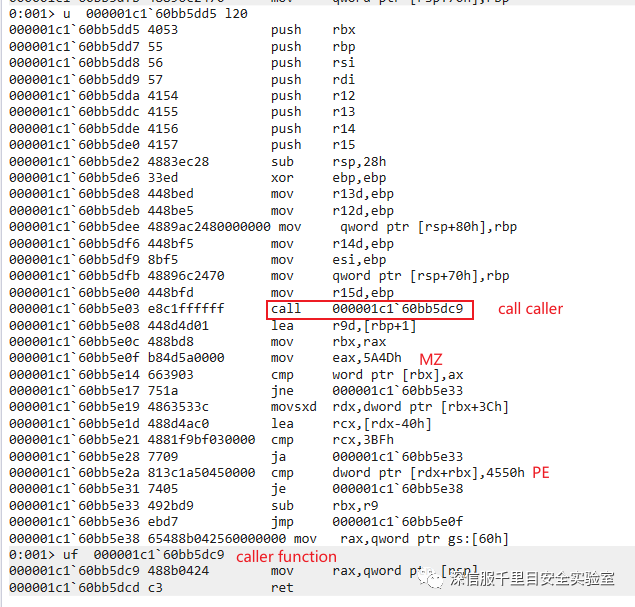 0:001> u 000001c1`60bb5dd5 l20
000001c1`60bb5dd5 4053 push rbx
000001c1`60bb5dd7 55 push rbp
000001c1`60bb5dd8 56 push rsi
000001c1`60bb5dd9 57 push rdi
000001c1`60bb5dda 4154 push r12
000001c1`60bb5ddc 4155 push r13
000001c1`60bb5dde 4156 push r14
000001c1`60bb5de0 4157 push r15
000001c1`60bb5de2 4883ec28 sub rsp,28h
000001c1`60bb5de6 33ed xor ebp,ebp
000001c1`60bb5de8 448bed mov r13d,ebp
000001c1`60bb5deb 448be5 mov r12d,ebp
000001c1`60bb5dee 4889ac2480000000 mov qword ptr [rsp+80h],rbp
000001c1`60bb5df6 448bf5 mov r14d,ebp
000001c1`60bb5df9 8bf5 mov esi,ebp
000001c1`60bb5dfb 48896c2470 mov qword ptr [rsp+70h],rbp
000001c1`60bb5e00 448bfd mov r15d,ebp
000001c1`60bb5e03 e8c1ffffff call 000001c1`60bb5dc9 call caller
000001c1`60bb5e08 448d4d01 lea r9d,[rbp+1]
000001c1`60bb5e0c 488bd8 mov rbx,rax
000001c1`60bb5e0f b84d5a0000 mov eax,5A4Dh MZ
000001c1`60bb5e14 663903 cmp word ptr [rbx],ax
000001c1`60bb5e17 751a jne 000001c1`60bb5e33
000001c1`60bb5e19 4863533c movsxd rdx,dword ptr [rbx+3Ch]
000001c1`60bb5e1d 488d4ac0 lea rcx,[rdx-40h]
000001c1`60bb5e21 4881f9bf030000 cmp rcx,3BFh
000001c1`60bb5e28 7709 ja 000001c1`60bb5e33
000001c1`60bb5e2a 813c1a50450000 cmp dword ptr [rdx+rbx],4550h PE
000001c1`60bb5e31 7405 je 000001c1`60bb5e38
000001c1`60bb5e33 492bd9 sub rbx,r9
000001c1`60bb5e36 ebd7 jmp 000001c1`60bb5e0f
000001c1`60bb5e38 65488b042560000000 mov rax,qword ptr gs:[60h]
0:001> uf 000001c1`60bb5dc9 caller function
000001c1`60bb5dc9 488b0424 mov rax,qword ptr [rsp]
000001c1`60bb5dcd c3 ret
深信服千里目安全实验室